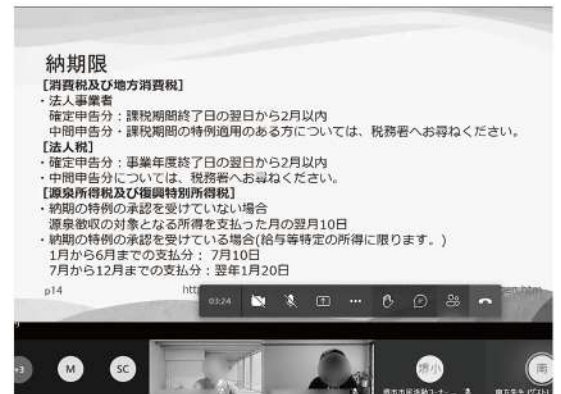 納期限
[消費税及び地方消費税]
・法人事業者
確定申告分：課税期間終了日の翌日から2月以内
中間申告分・課税期間の特例適用のある方については、税務署へお尋ねください。
[法人税]
・確定申告分：事業年度終了日の翌日から2月以内
・中間申告分については、税務署へお尋ねください。
[源泉所得税及び復興特別所得税]
・納期の特例の承認を受けていない場合
源泉徴収の対象となる所得を支払った月の翌月10日
・納期の特例の承認を受けている場合(給与等特定の所得に限ります。)
1月から6月までの支払分： 7月10日
7月から12月までの支払分：翌年1月20日
p14
htt
03:24
+3
M
SC
堺小
南